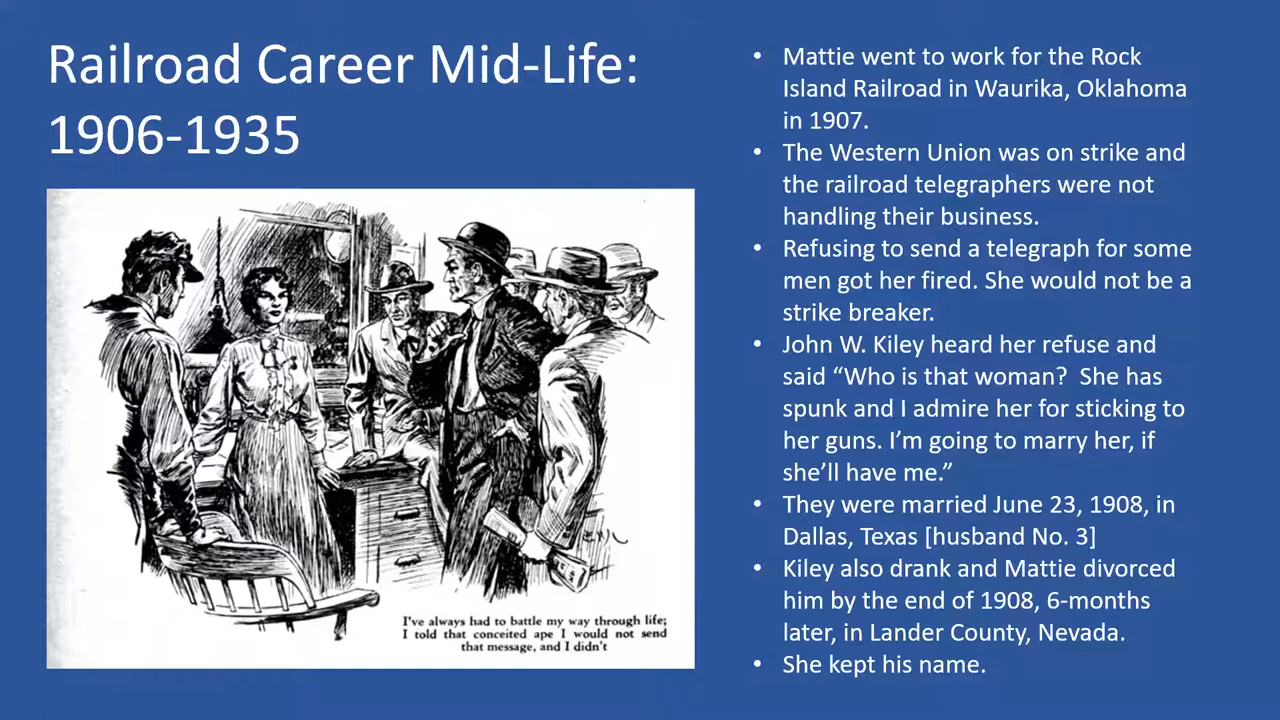 Railroad Career Mid-Life:
1906-1935
• Mattie went to work for the Rock
Island Railroad in Waurika, Oklahoma
in 1907.
• The Western Union was on strike and
the railroad telegraphers were not
handling their business.
• Refusing to send a telegraph for some
men got her fired. She would not be a
strike breaker.
• John W. Kiley heard her refuse and
said “Who is that woman?  She has
spunk and I admire her for sticking to
her guns. I’m going to marry her, if
she’ll have me.”
• They were married June 23, 1908, in
Dallas, Texas [husband No. 3]
• Kiley also drank and Mattie divorced
him by the end of 1908, 6-months
later, in Lander County, Nevada.
• She kept his name.
I've always had to battle my way through life;
I told that conceited ape I would not send
that message, and I didn't